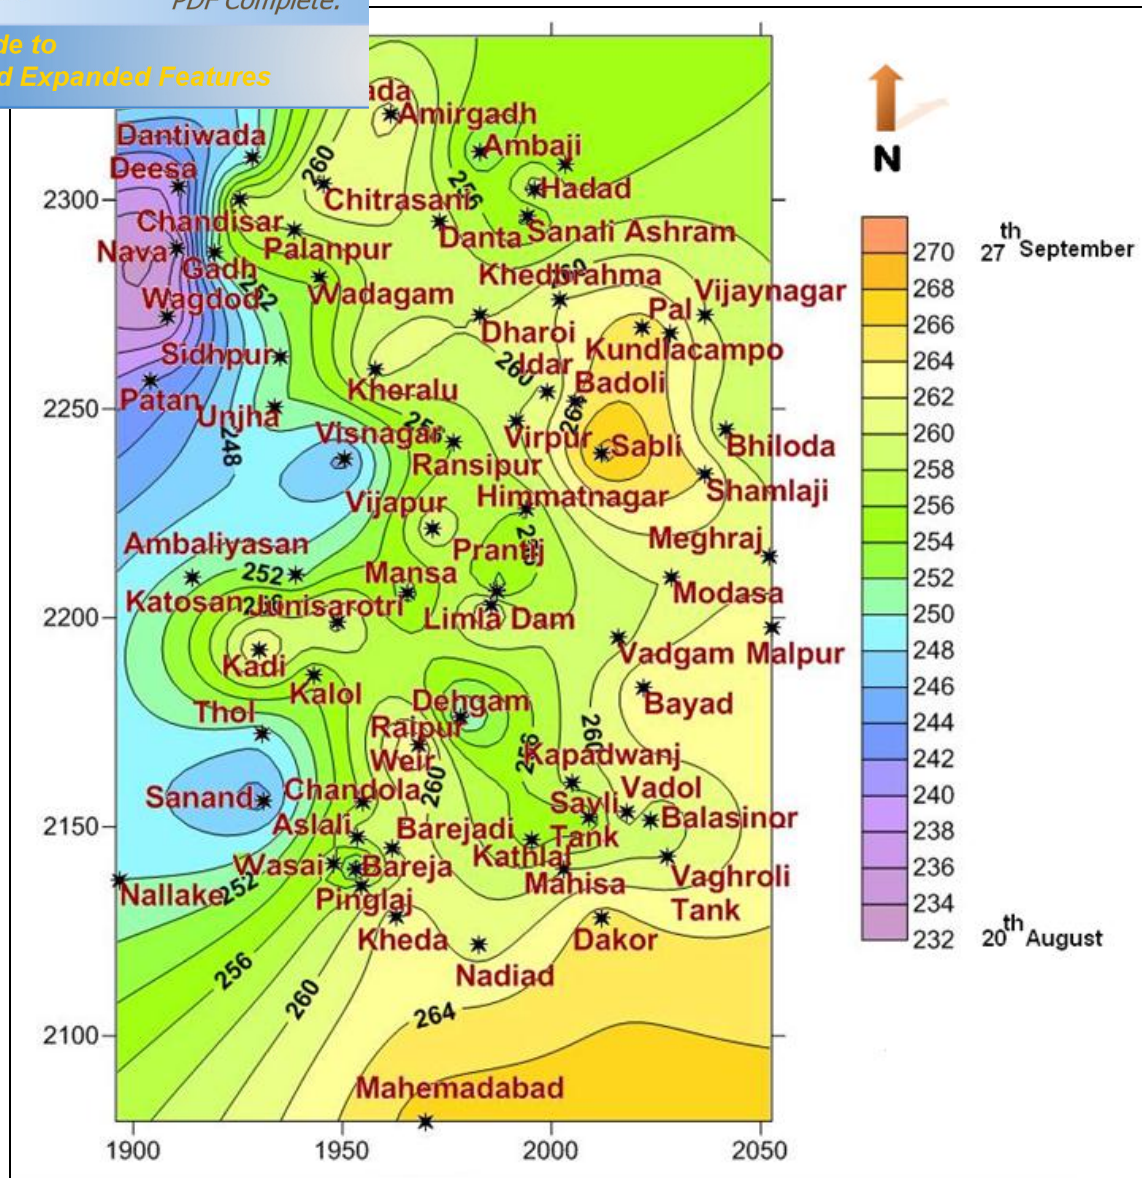 PDF Complete.
de to
d Expanded Features
ada
Amirgadh
Dantiwada
Ambaji
Deesa
260
256
Hadad
2300
Chitrasani
Chandisar
Danta
Sanali Ashram
Nava
Palanpur
Gadh
Khedbrahma
Wagdod
252
Wadagam
Pal
Vijaynagar
Dharoi
Sidhpur
Idar
Kundlacampo
260
Badoli
Kheralu
Patan
Unjha
2250
264
248
Visnagar
Virpur
Sabli
Bhiloda
Ransipur
Vijapur
Himmatnagar
Shamlaji
Ambaliyasan
Prantij
Meghraj
252
Mansa
Katosan
Junisarotri
Modasa
2200
Limla Dam
Kadi
Vadgam
Malpur
Kalol
Dehgam
Bayad
Thol
Raipur
260
Weir
256
Kapadwanj
260
Sanand
Chandola
Sayli
Vadol
2150
Aslali
Barejadi
Tank
Balasinor
Wasai
Bareja
Kathlal
Mahisa
Vaghroli
Nallake
252
Pinglaj
Tank
Kheda
Dakor
256
Nadiad
260
264
2100
Mahemadabad
1900
1950
2000
2050
N
270
27th September
268
266
264
262
260
258
256
254
252
250
248
246
244
242
240
238
236
234
232
20th August